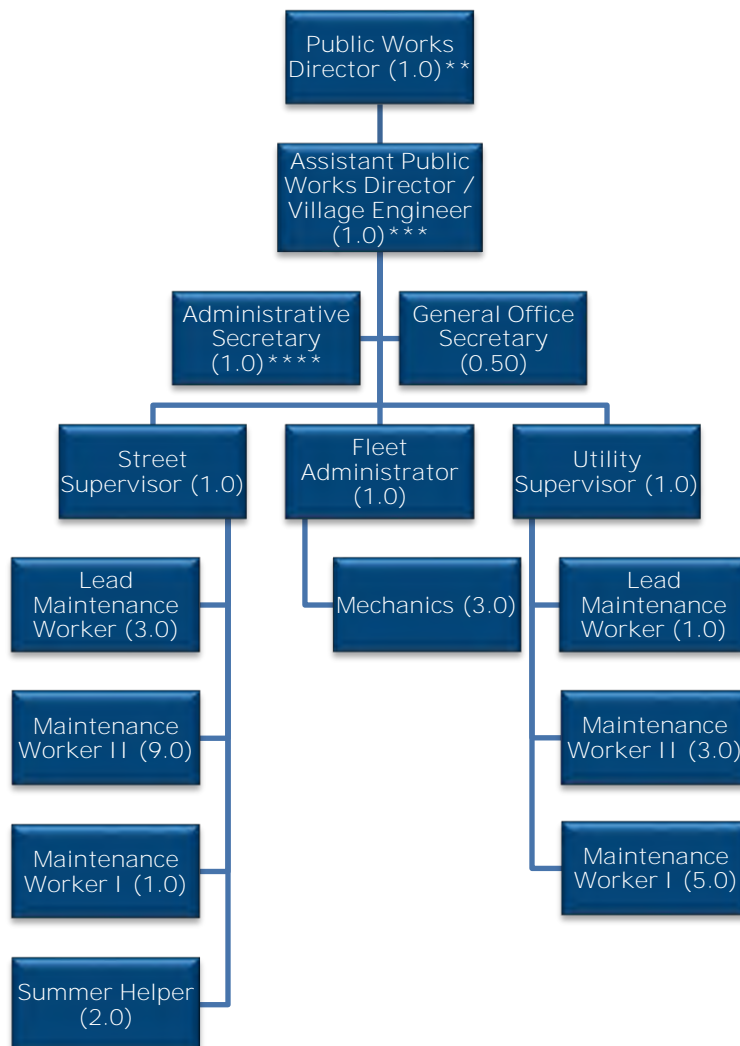 Public Works
Director (1.0)**
Assistant Public
Works Director /
Village Engineer
(1.0)***
Administrative
Secretary
(1.0)****
General Office
Secretary
(0.50)
Street
Supervisor (1.0)
Fleet
Administrator
(1.0)
Utility
Supervisor (1.0)
Lead
Maintenance
Worker (3.0)
Mechanics (3.0)
Lead
Maintenance
Worker (1.0)
Maintenance
Worker II (9.0)
Maintenance
Worker II (3.0)
Maintenance
Worker I (1.0)
Maintenance
Worker I (5.0)
Summer Helper
(2.0)